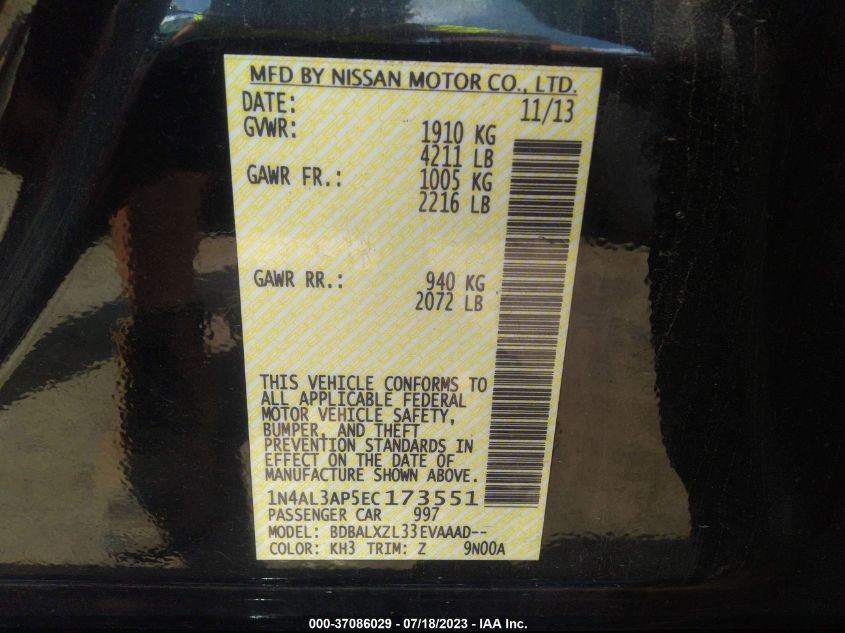 MFD BY NISSAN MOTOR CO., LTD.
DATE: 11/13
GVWR: 1910 KG
4211 LB
GAWR FR.: 1005 KG
2216 LB
GAWR RR.: 940 KG
2072 LB
THIS VEHICLE CONFORMS TO
ALL APPLICABLE FEDERAL
MOTOR VEHICLE SAFETY,
BUMPER, AND THEFT
PREVENTION STANDARDS IN
EFFECT ON THE DATE OF
MANUFACTURE SHOWN ABOVE.
1N4AL3AP5EC173551
PASSENGER CAR 997
MODEL: BDBALXZL33EVAAAD--
COLOR: KH3 TRIM: Z 9N00A
000-37086029 - 07/18/2023 - IAA Inc.